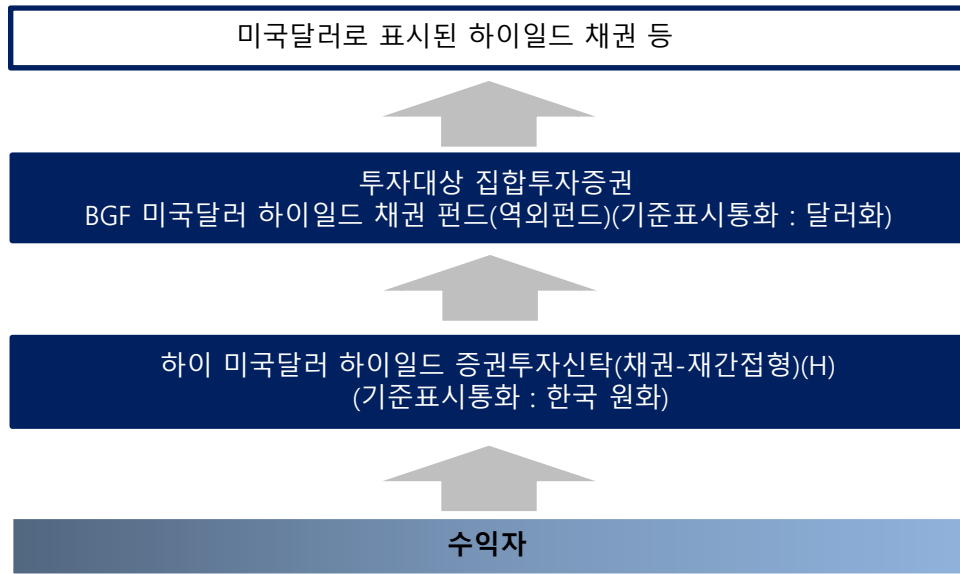 미국달러로 표시된 하이일드 채권 등
투자대상 집합투자증권
BGF 미국달러 하이일드 채권 펀드(역외펀드)(기준표시통화 : 달러화)
하이 미국달러 하이일드 증권투자신탁(채권-재간접형)(H)
(기준표시통화 : 한국 원화)
수익자